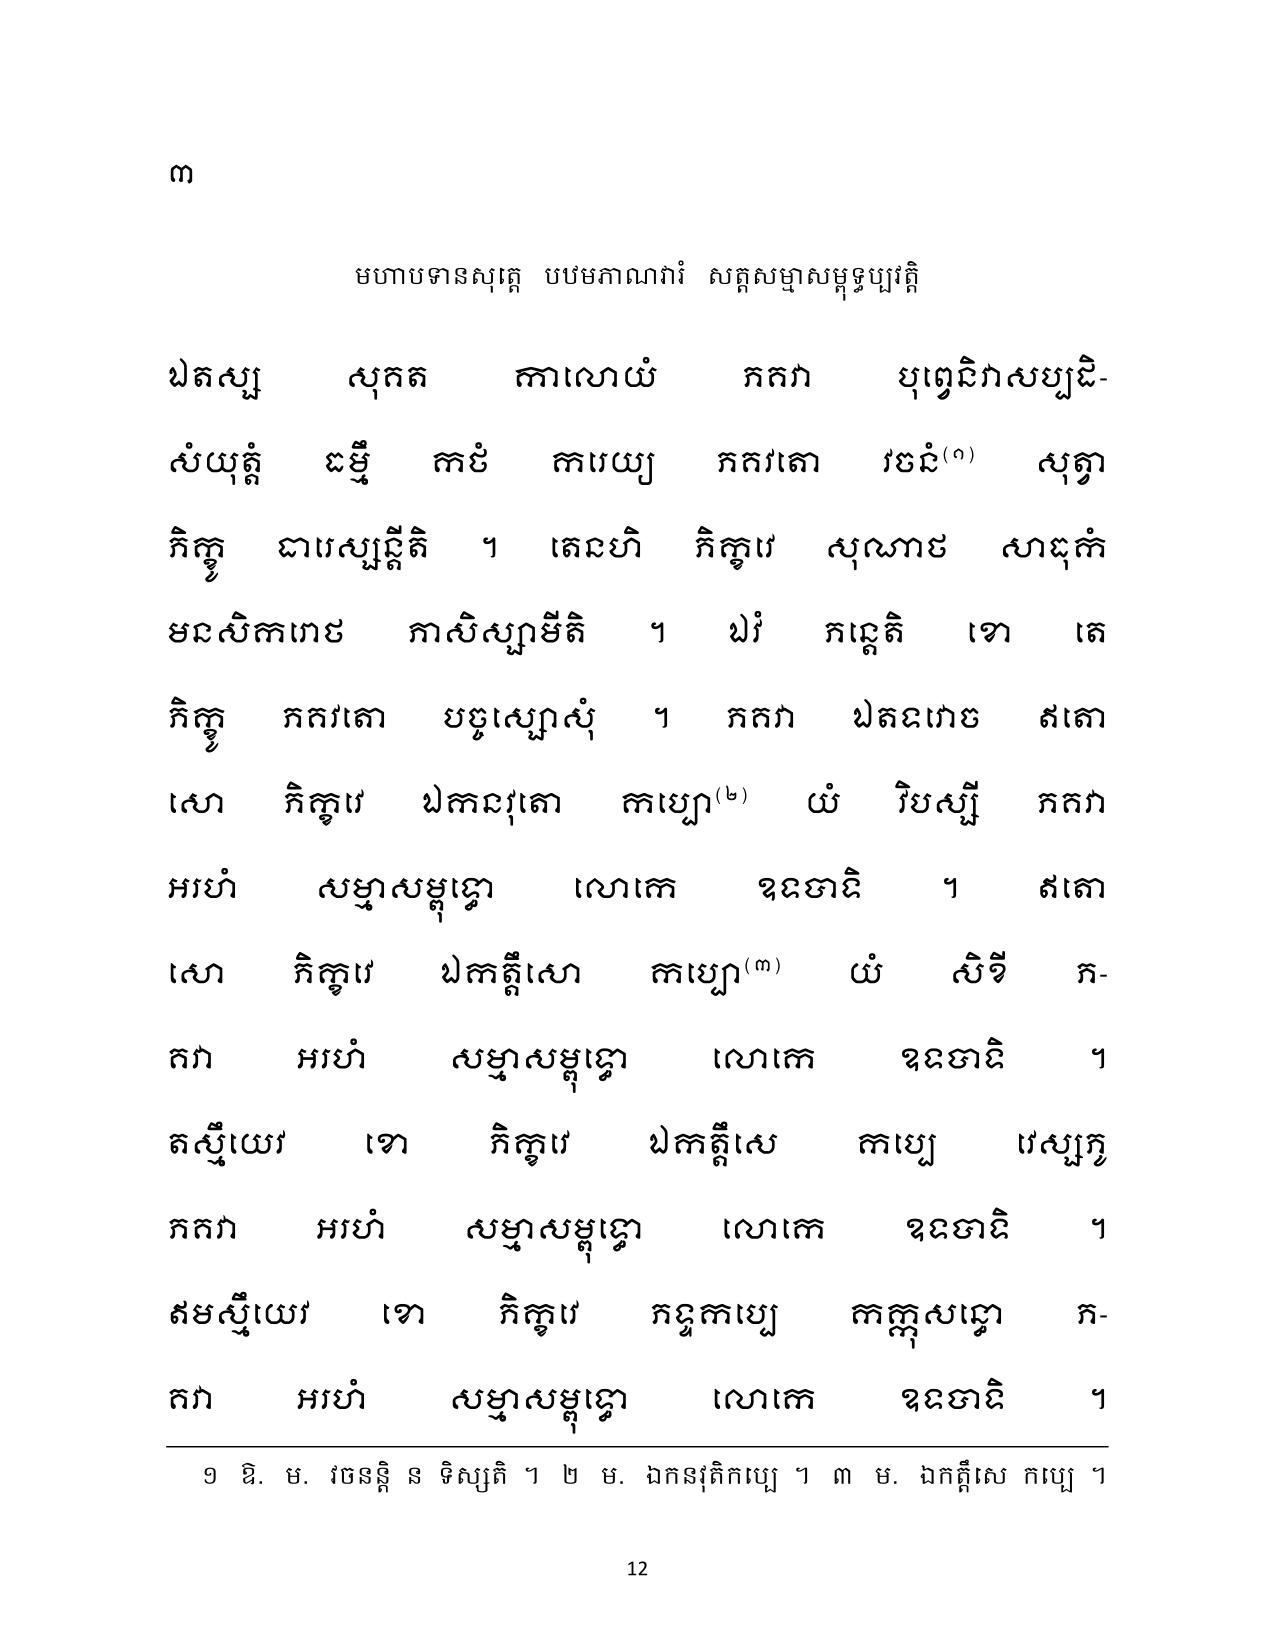 ៣
មហាបទានសុត្តេ បឋមភាណវារំ សត្តសម្មាសម្ពុទ្ធប្បវត្តិ
ឯតស្ស សុគត កាលោយំ ភគវា បុព្វេនិវាសប្បដិ-
សំយុត្តំ ធម្មឹ កថំ ករេយ្យ ភគវតោ វចនំ(១) សុត្វា
ភិក្ខូ ធារេស្សន្តីតិ ។ តេនហិ ភិក្ខវេ សុណាថ សាធុកំ
មនសិករោថ ភាសិស្សាមីតិ ។ ឯវំ ភន្តេតិ ខោ តេ
ភិក្ខូ ភគវតោ បច្ចស្សោសុំ ។ ភគវា ឯតទវោច ឥតោ
សោ ភិក្ខវេ ឯកនវុតោ កប្បោ(២) យំ វិបស្សី ភគវា
អរហំ សម្មាសម្ពុទ្ធោ លោកេ ឧទបាទិ ។ ឥតោ
សោ ភិក្ខវេ ឯកត្តឹសោ កប្បោ(៣) យំ សិខី ភ-
គវា អរហំ សម្មាសម្ពុទ្ធោ លោកេ ឧទបាទិ ។
តស្មឹយេវ ខោ ភិក្ខវេ ឯកត្តឹសេ កប្បេ វេស្សភូ
ភគវា អរហំ សម្មាសម្ពុទ្ធោ លោកេ ឧទបាទិ ។
ឥមស្មឹយេវ ខោ ភិក្ខវេ ភទ្ទកប្បេ កក្កុសន្ធោ ភ-
គវា អរហំ សម្មាសម្ពុទ្ធោ លោកេ ឧទបាទិ ។
១ ឱ. ម. វចនន្តិ ន ទិស្សតិ ។ ២ ម. ឯកនវុតិកប្បេ ។ ៣ ម. ឯកត្តឹសេ កប្បេ ។
12